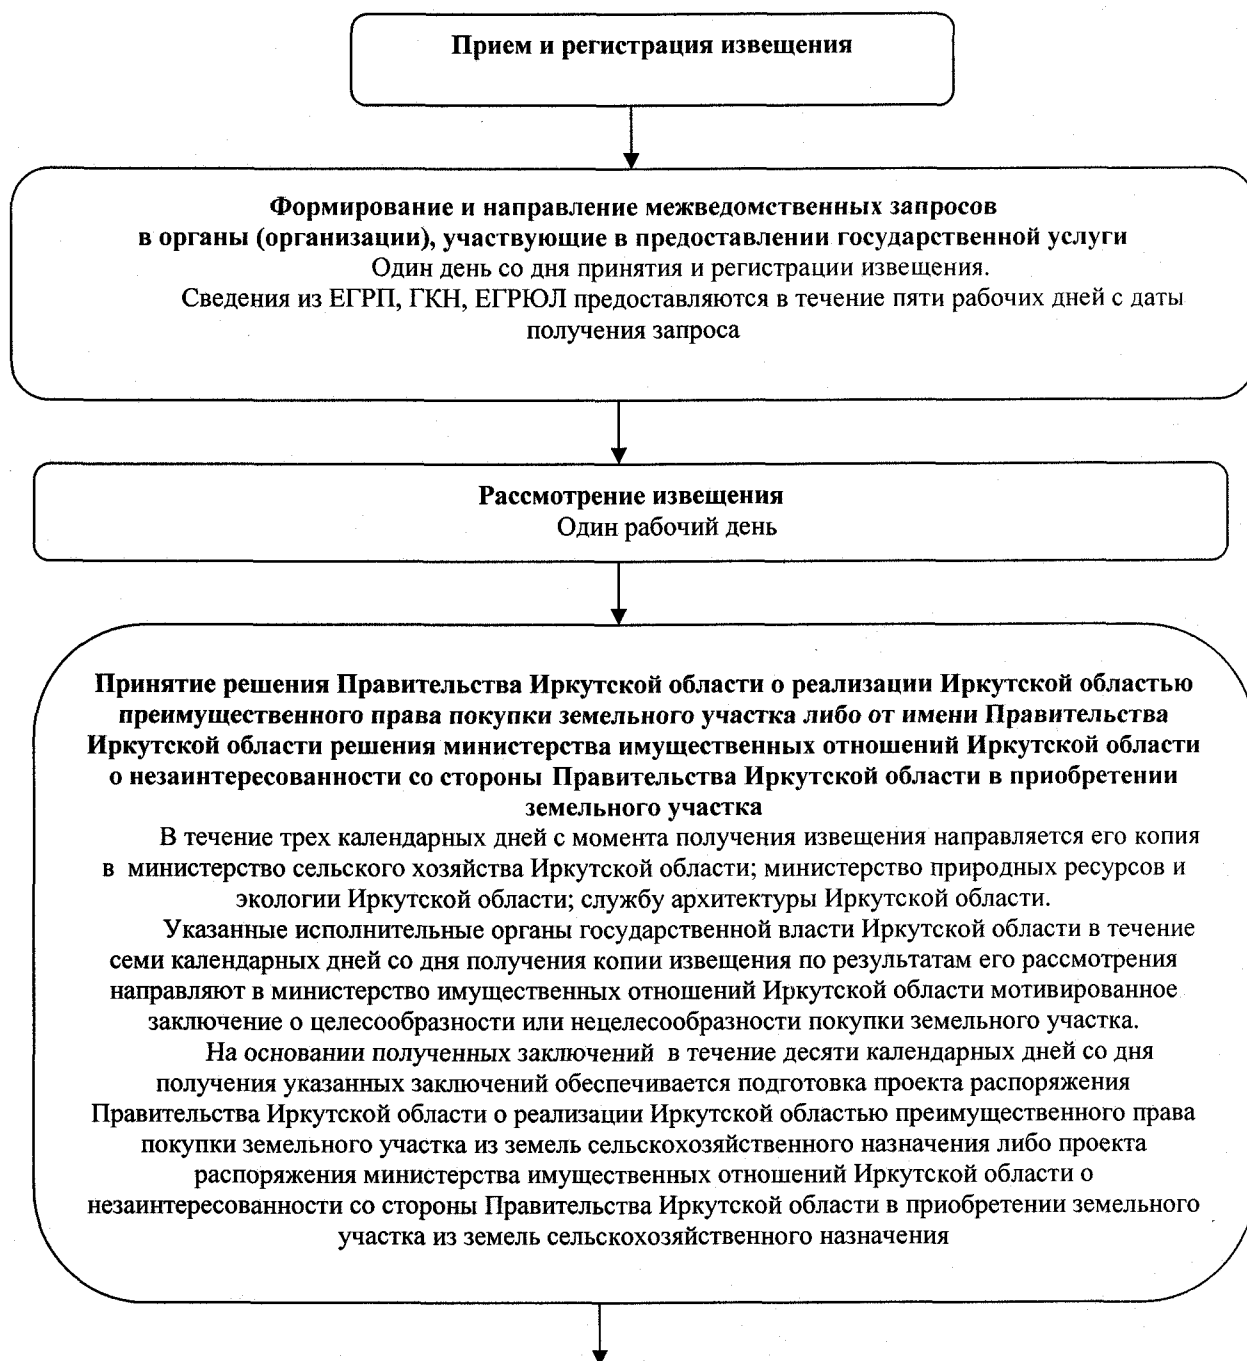 Прием и регистрация извещения
Формирование и направление межведомственных запросов
в органы (организации), участвующие в предоставлении государственной услуги
Один день со дня принятия и регистрации извещения.
Сведения из ЕГРП, ГКН, ЕГРЮЛ предоставляются в течение пяти рабочих дней с даты
получения запроса
Рассмотрение извещения
Один рабочий день
Принятие решения Правительства Иркутской области о реализации Иркутской областью
преимущественного права покупки земельного участка либо от имени Правительства
Иркутской области решения министерства имущественных отношений Иркутской области
о незаинтересованности со стороны Правительства Иркутской области в приобретении
земельного участка
В течение трех календарных дней с момента получения извещения направляется его копия
в министерство сельского хозяйства Иркутской области; министерство природных ресурсов и
экологии Иркутской области; службу архитектуры Иркутской области.
Указанные исполнительные органы государственной власти Иркутской области в течение
семи календарных дней со дня получения копии извещения по результатам его рассмотрения
направляют в министерство имущественных отношений Иркутской области мотивированное
заключение о целесообразности или нецелесообразности покупки земельного участка.
На основании полученных заключений в течение десяти календарных дней со дня
получения указанных заключений обеспечивается подготовка проекта распоряжения
Правительства Иркутской области о реализации Иркутской областью преимущественного права
покупки земельного участка из земель сельскохозяйственного назначения либо проекта
распоряжения министерства имущественных отношений Иркутской области о
незаинтересованности со стороны Правительства Иркутской области в приобретении земельного
участка из земель сельскохозяйственного назначения